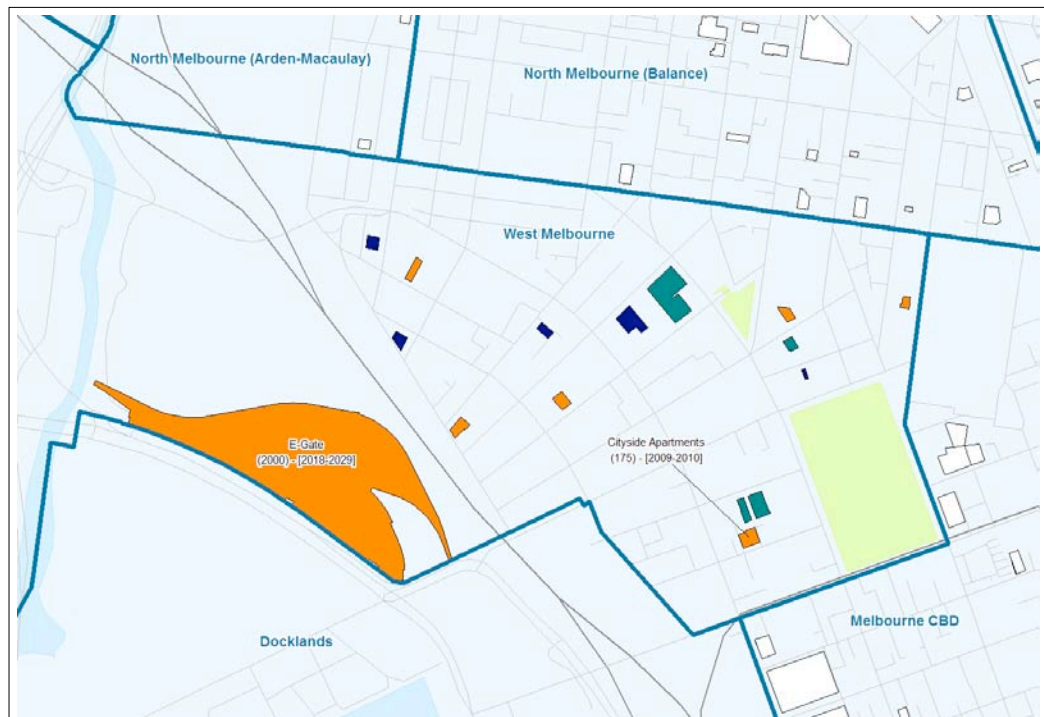 North Melbourne (Arden-Macaulay)
North Melbourne (Balance)
West Melbourne
E-Gate
(2000) - [2018-2029]
Cityside Apartments
(175) - [2009-2010]
Docklands
Melbourne CBD